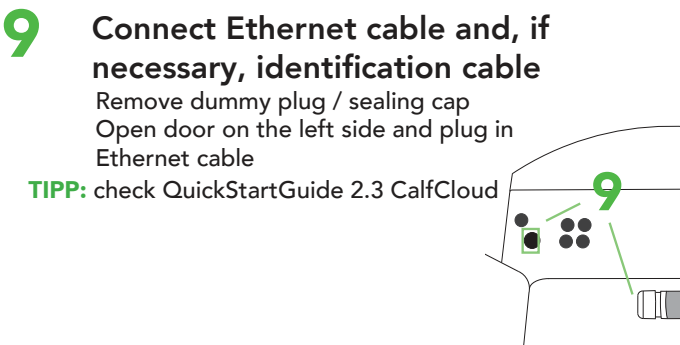 9 Connect Ethernet cable and, if
necessary, identification cable
Remove dummy plug / sealing cap
Open door on the left side and plug in
Ethernet cable
TIPP: check QuickStartGuide 2.3 CalfCloud
9